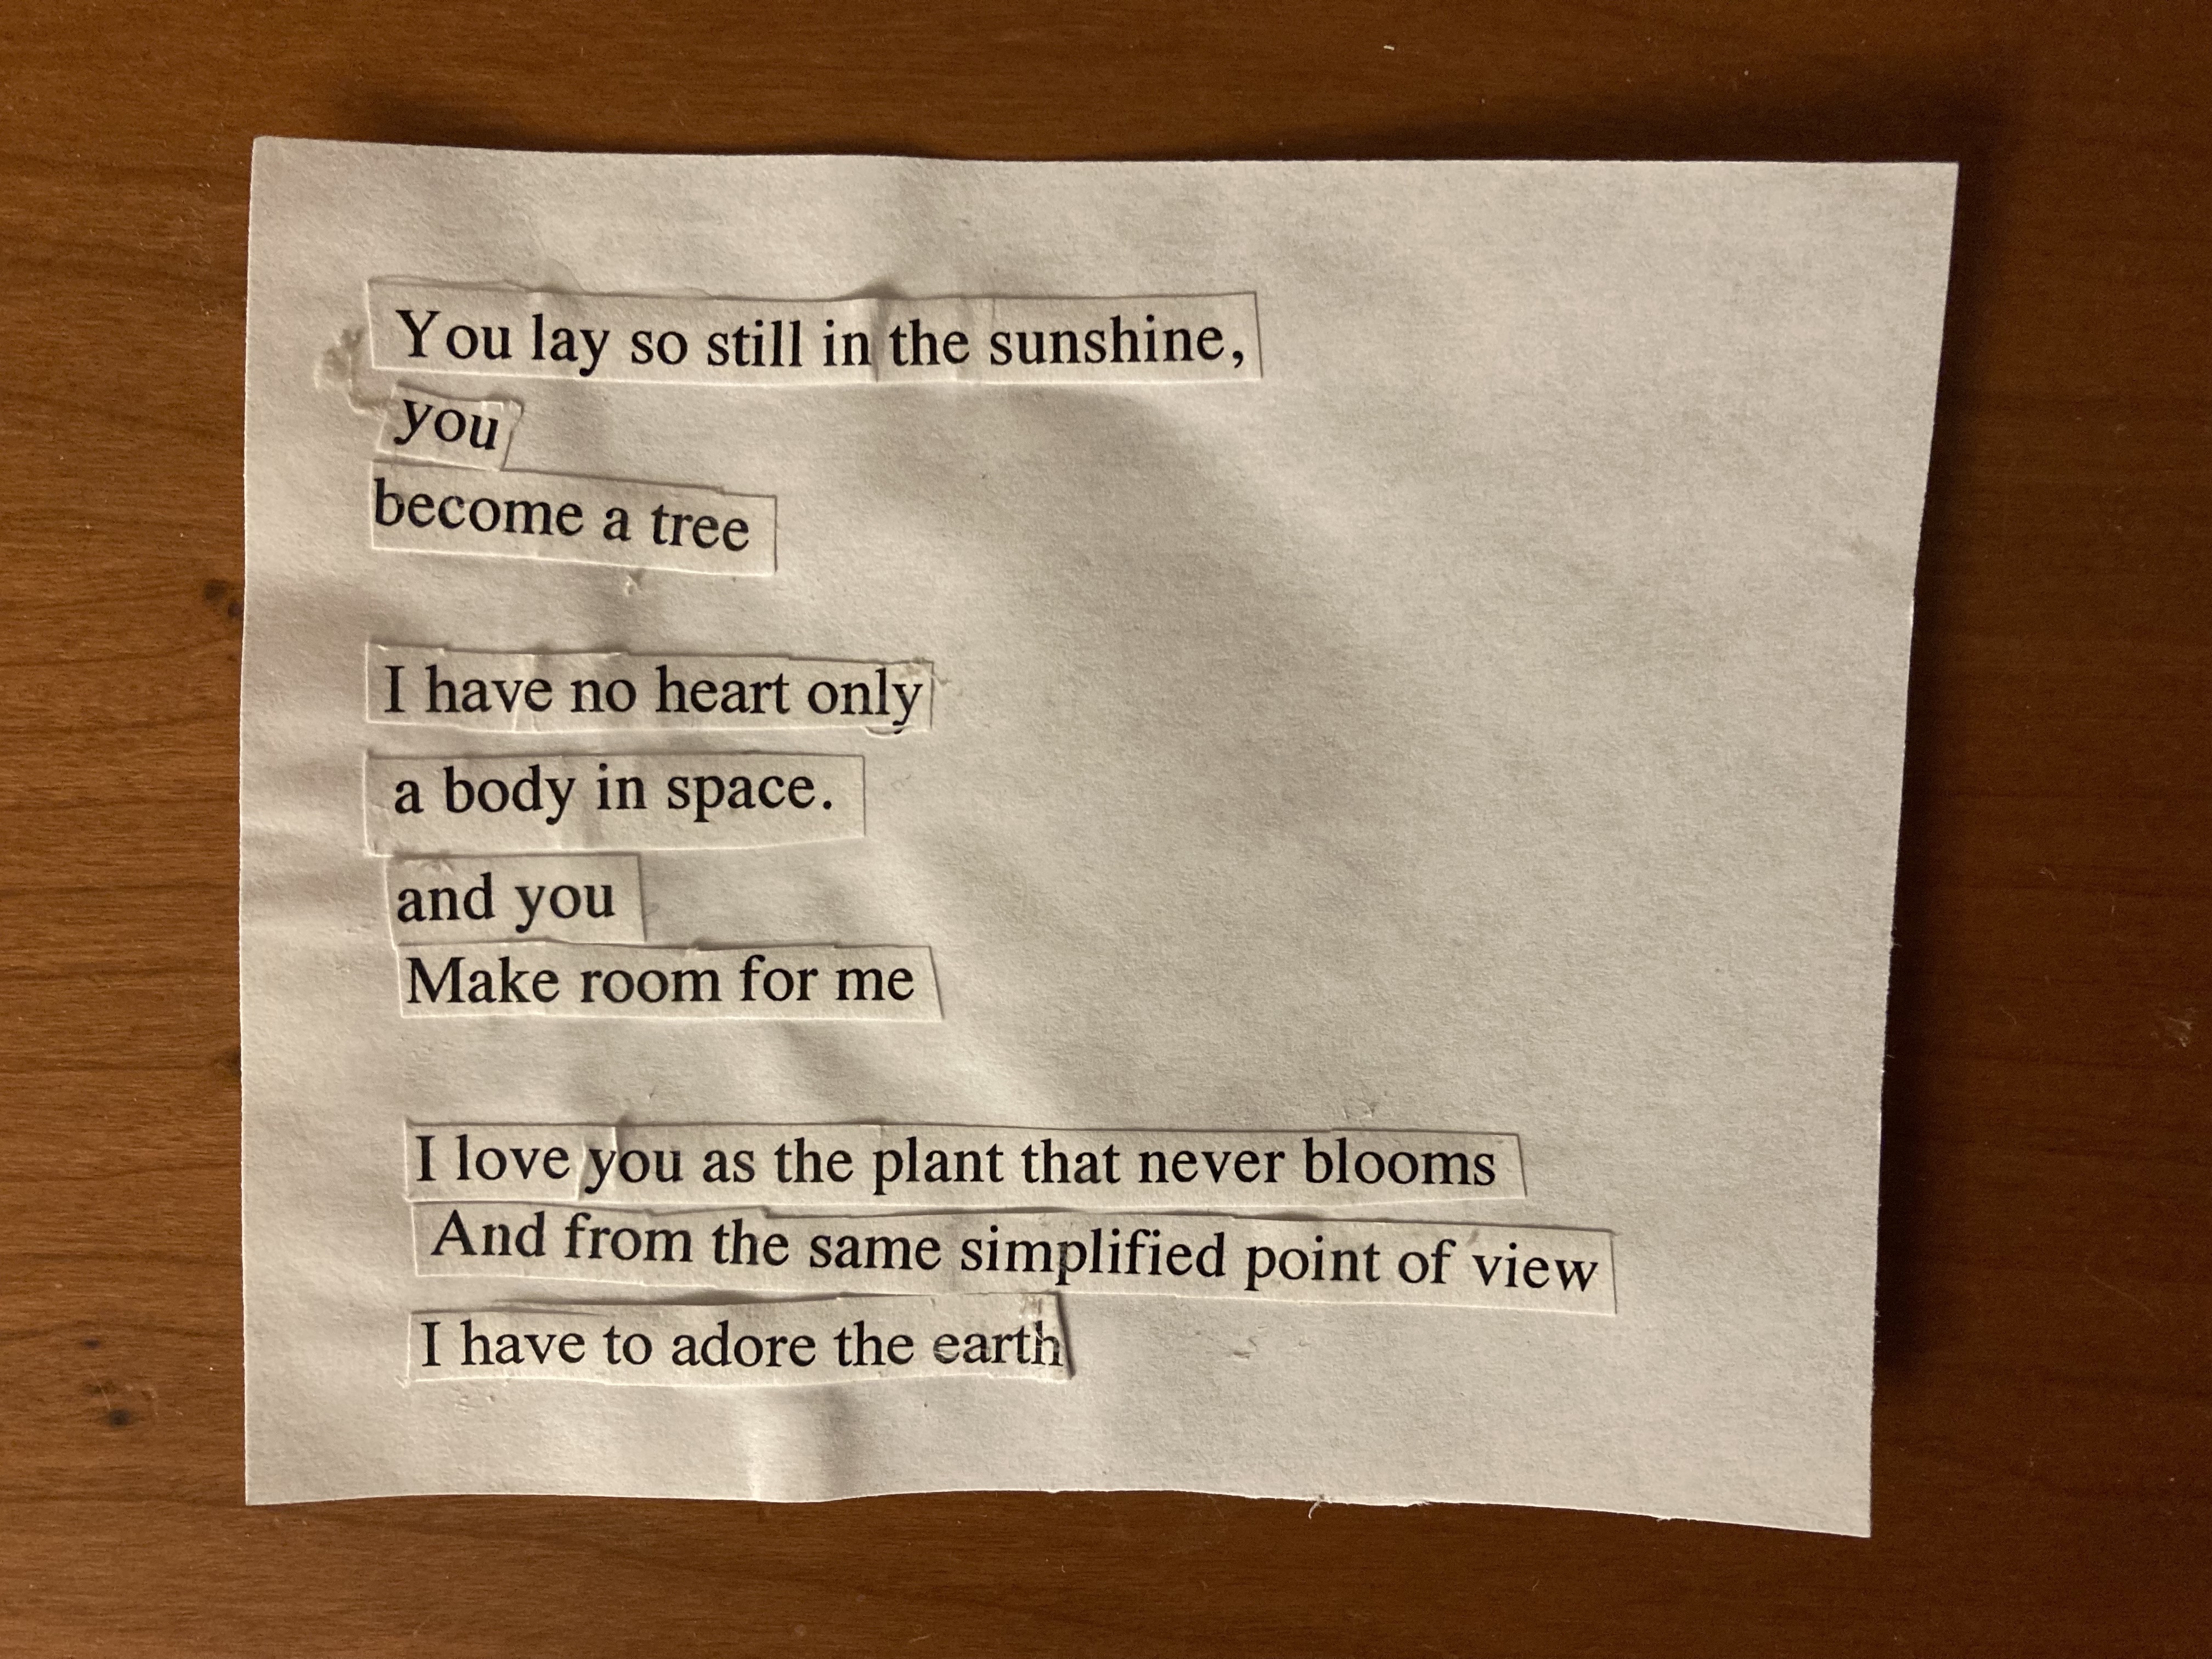 You lay so still in the sunshine,
you
become a tree
I have no heart only
a body in space.
and you
Make room for me
I love you as the plant that never blooms
And from the same simplified point of view
I have to adore the earth